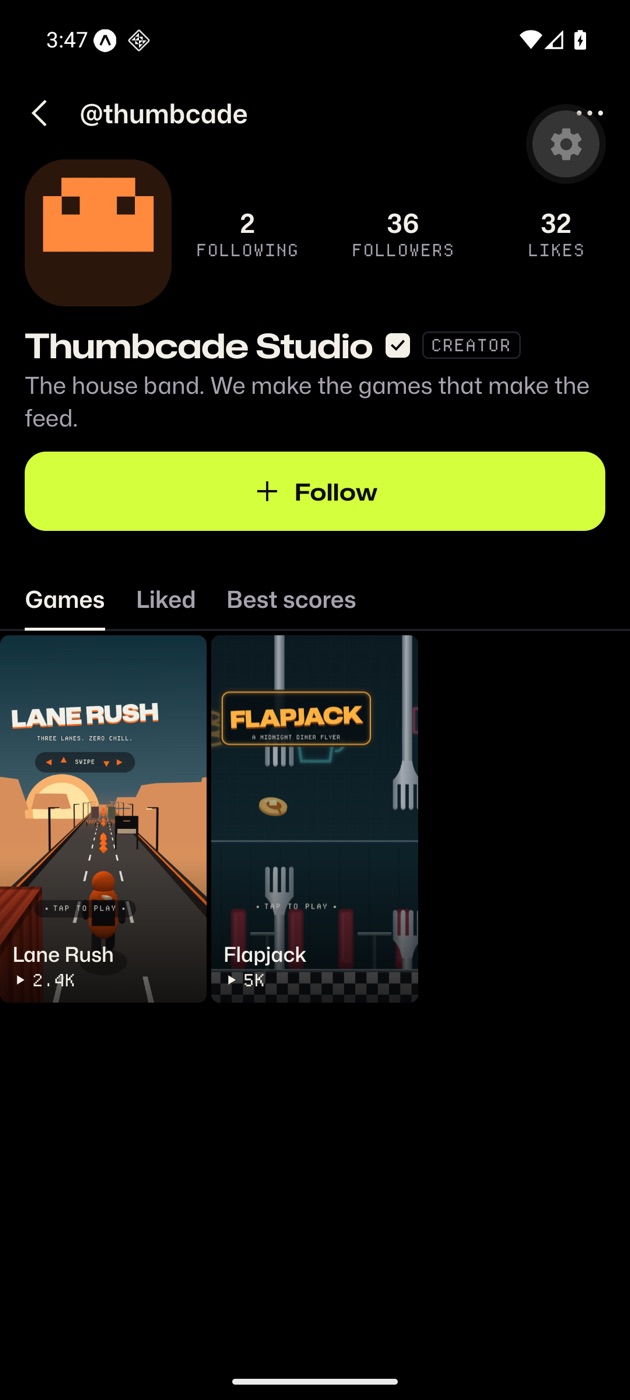 3:47
@thumbcade
2
FOLLOWING
36
FOLLOWERS
32
LIKES
Thumbcade Studio
CREATOR
The house band. We make the games that make the
feed.
+ Follow
Games
Liked
Best scores
LANE RUSH
THREE LANES. ZERO CHILL.
SWIPE
• TAP TO PLAY •
Lane Rush
2.4K
FLAPJACK
A MIDNIGHT DINER FLYER
• TAP TO PLAY •
Flapjack
5K